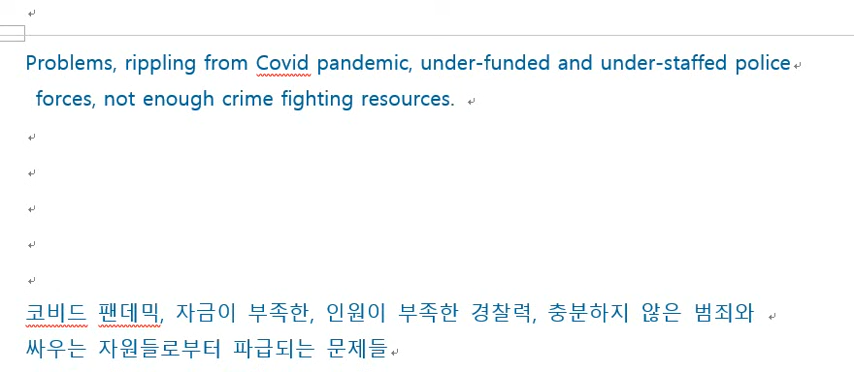 Problems, rippling from Covid pandemic, under-funded and under-staffed police
forces, not enough crime fighting resources.
코비드 팬데믹, 자금이 부족한, 인원이 부족한 경찰력, 충분하지 않은 범죄와
싸우는 자원들로부터 파급되는 문제들